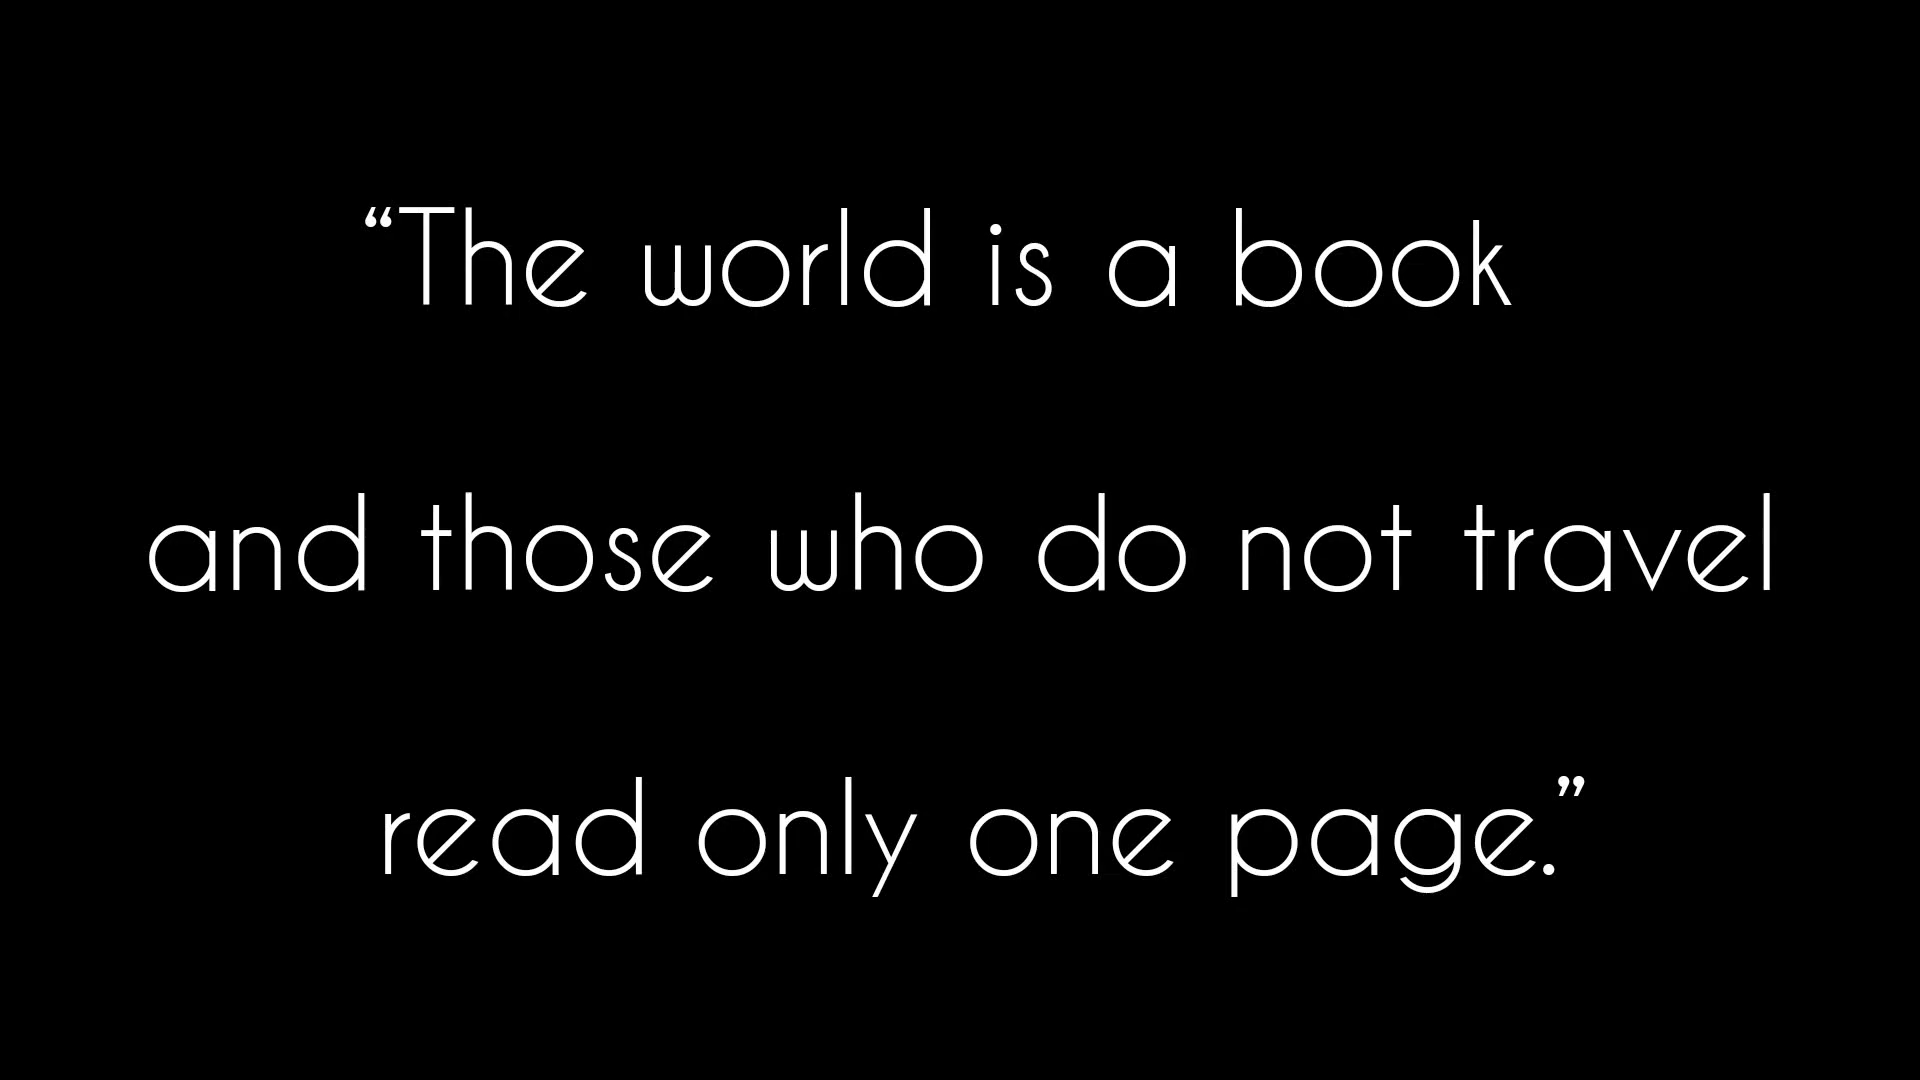 “The world is a book
and those who do not travel
read only one page.”